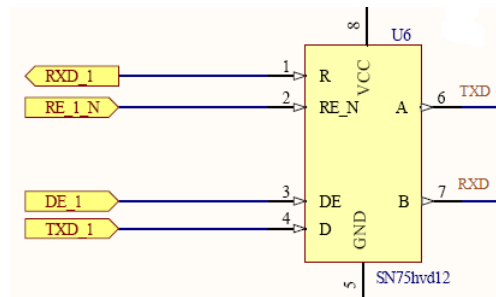 8
U6
RXD_1
1
R
VCC
RE_1_N
2
RE_N
A
6
TXD
DE_1
3
DE
B
7
RXD
TXD_1
4
D
GND
5
SN75hvd12